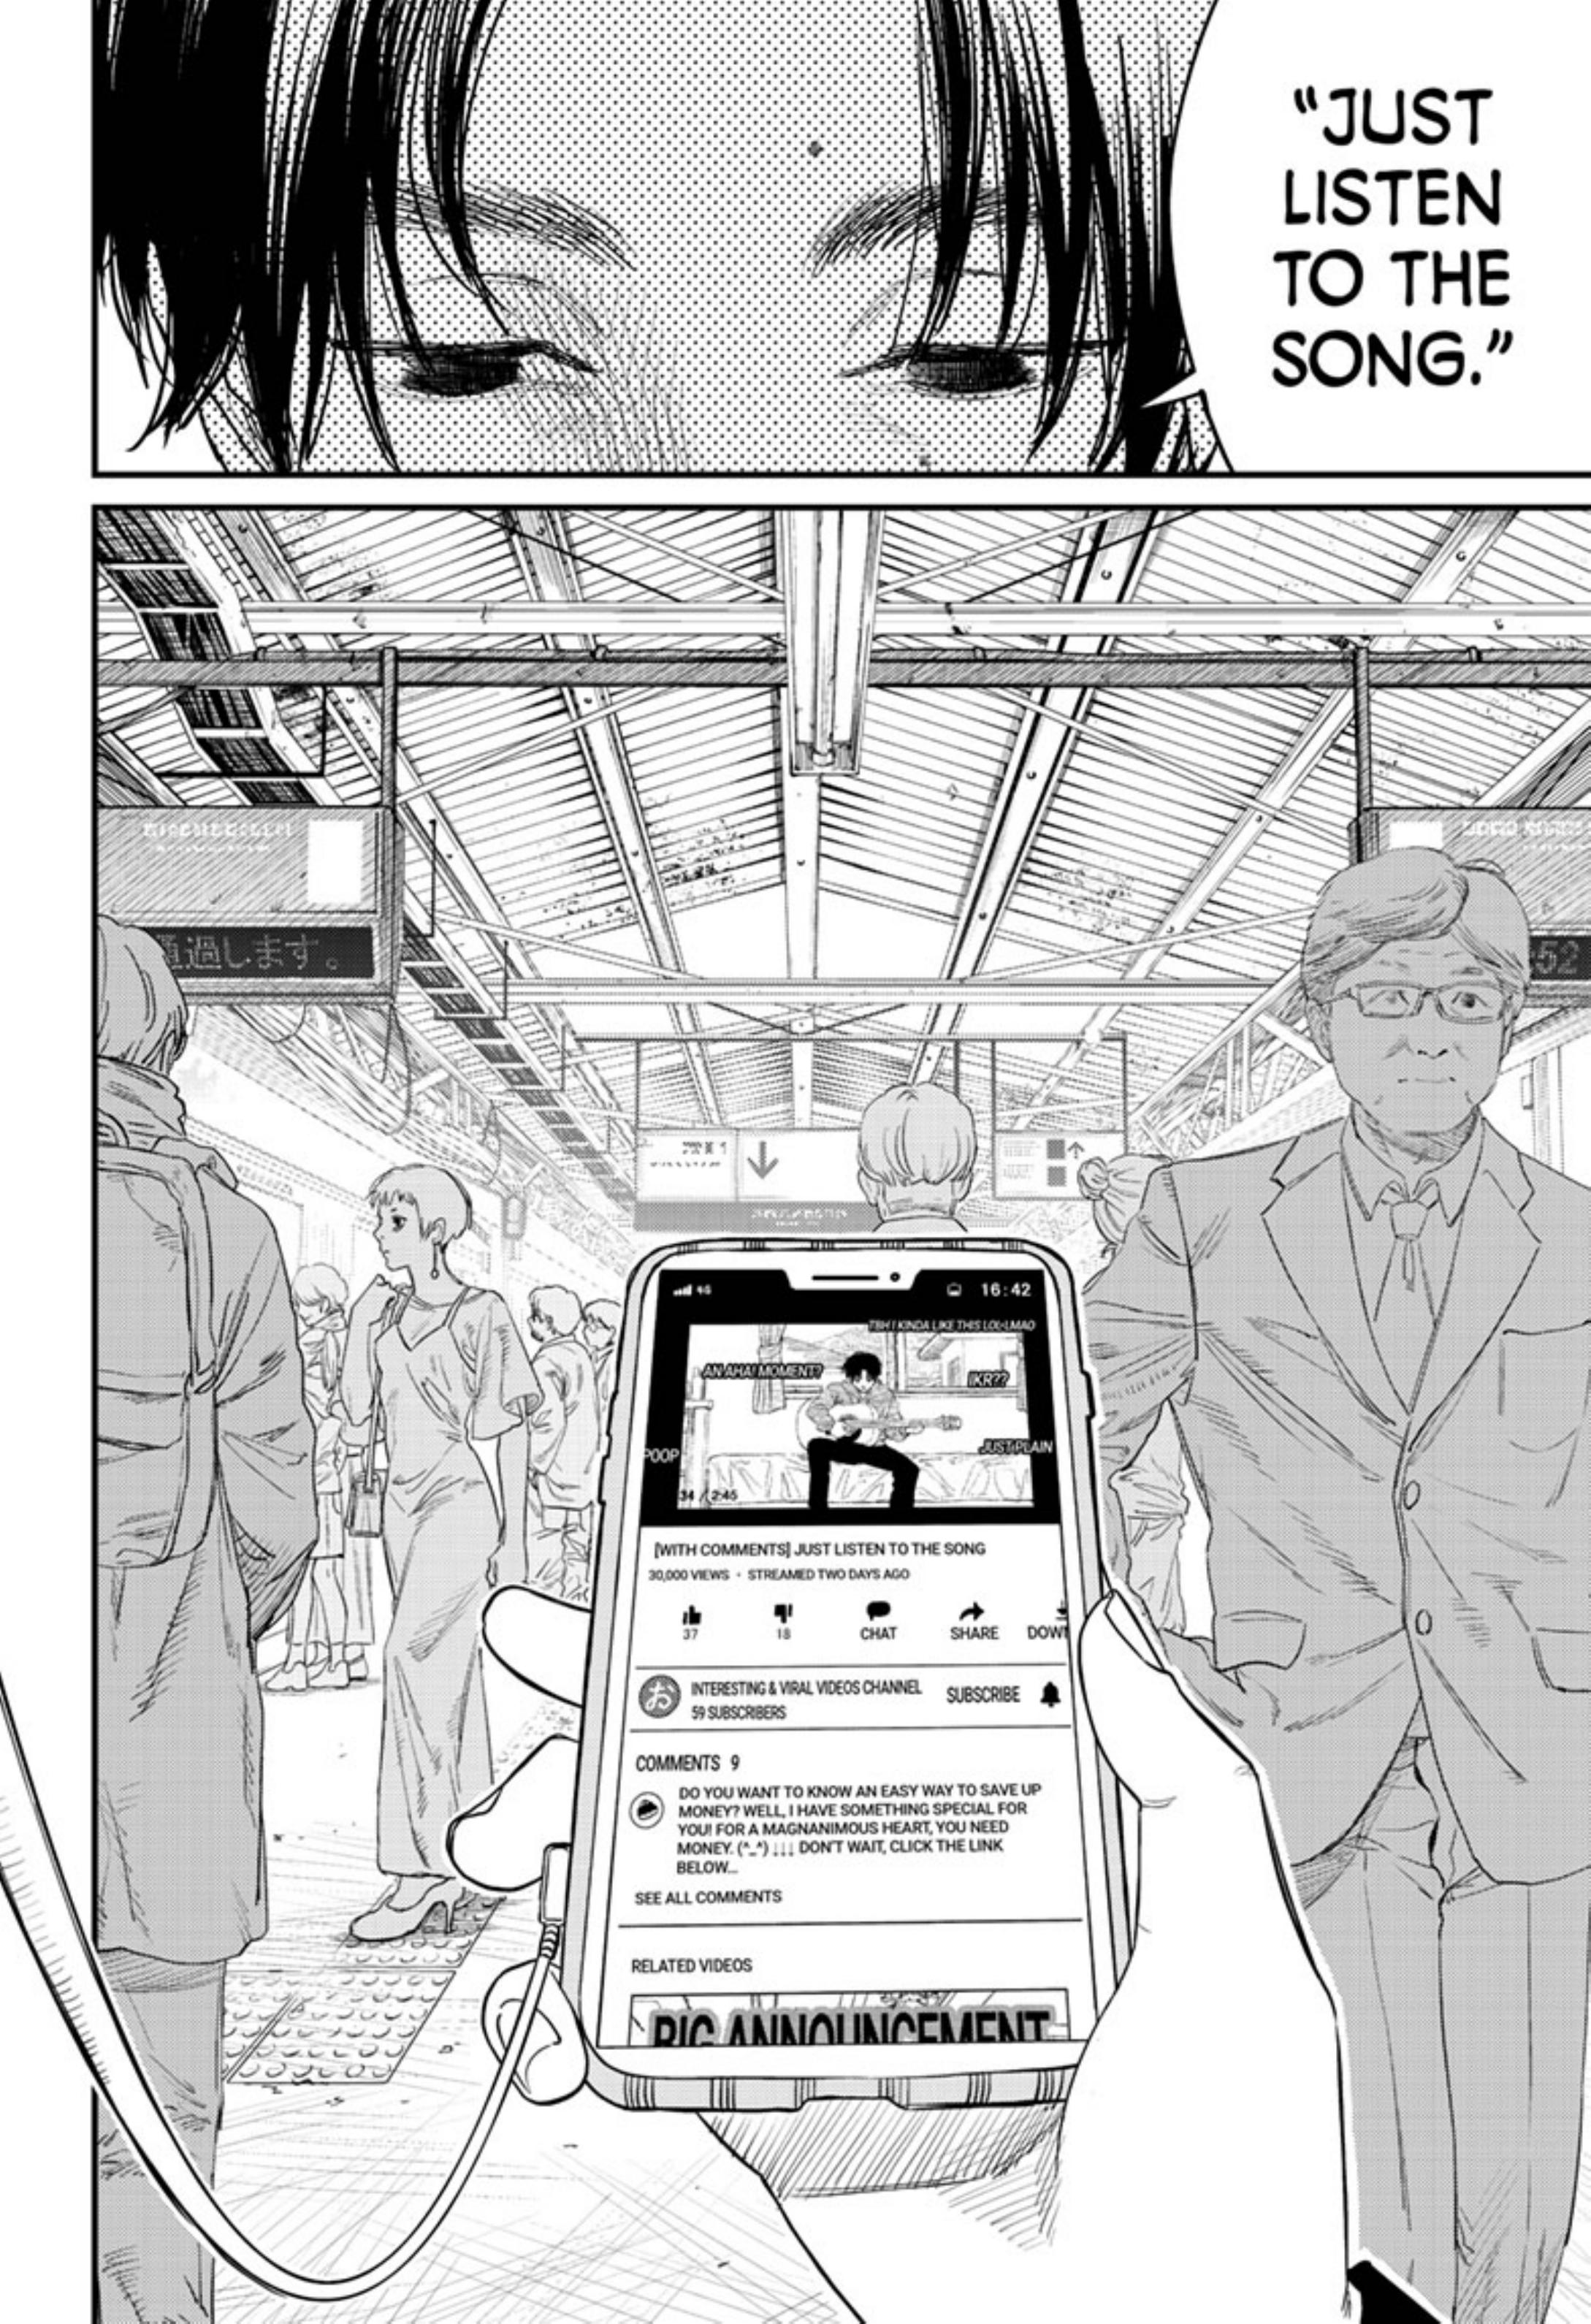 “JUST
LISTEN
TO THE
SONG.”
通過します。
52
4G
16:42
TBH I KINDA LIKE THIS LOL-LMAO
AN AHA! MOMENT?
IKR??
POOP
JUST PLAIN
34 / 2:45
[WITH COMMENTS] JUST LISTEN TO THE SONG
30,000 VIEWS • STREAMED TWO DAYS AGO
37
18
CHAT
SHARE
DOWN
お
INTERESTING & VIRAL VIDEOS CHANNEL
59 SUBSCRIBERS
SUBSCRIBE
COMMENTS 9
DO YOU WANT TO KNOW AN EASY WAY TO SAVE UP
MONEY? WELL, I HAVE SOMETHING SPECIAL FOR
YOU! FOR A MAGNANIMOUS HEART, YOU NEED
MONEY. (^_^) ↓↓↓ DON'T WAIT, CLICK THE LINK
BELOW...
SEE ALL COMMENTS
RELATED VIDEOS
BIG ANNOUNCEMENT